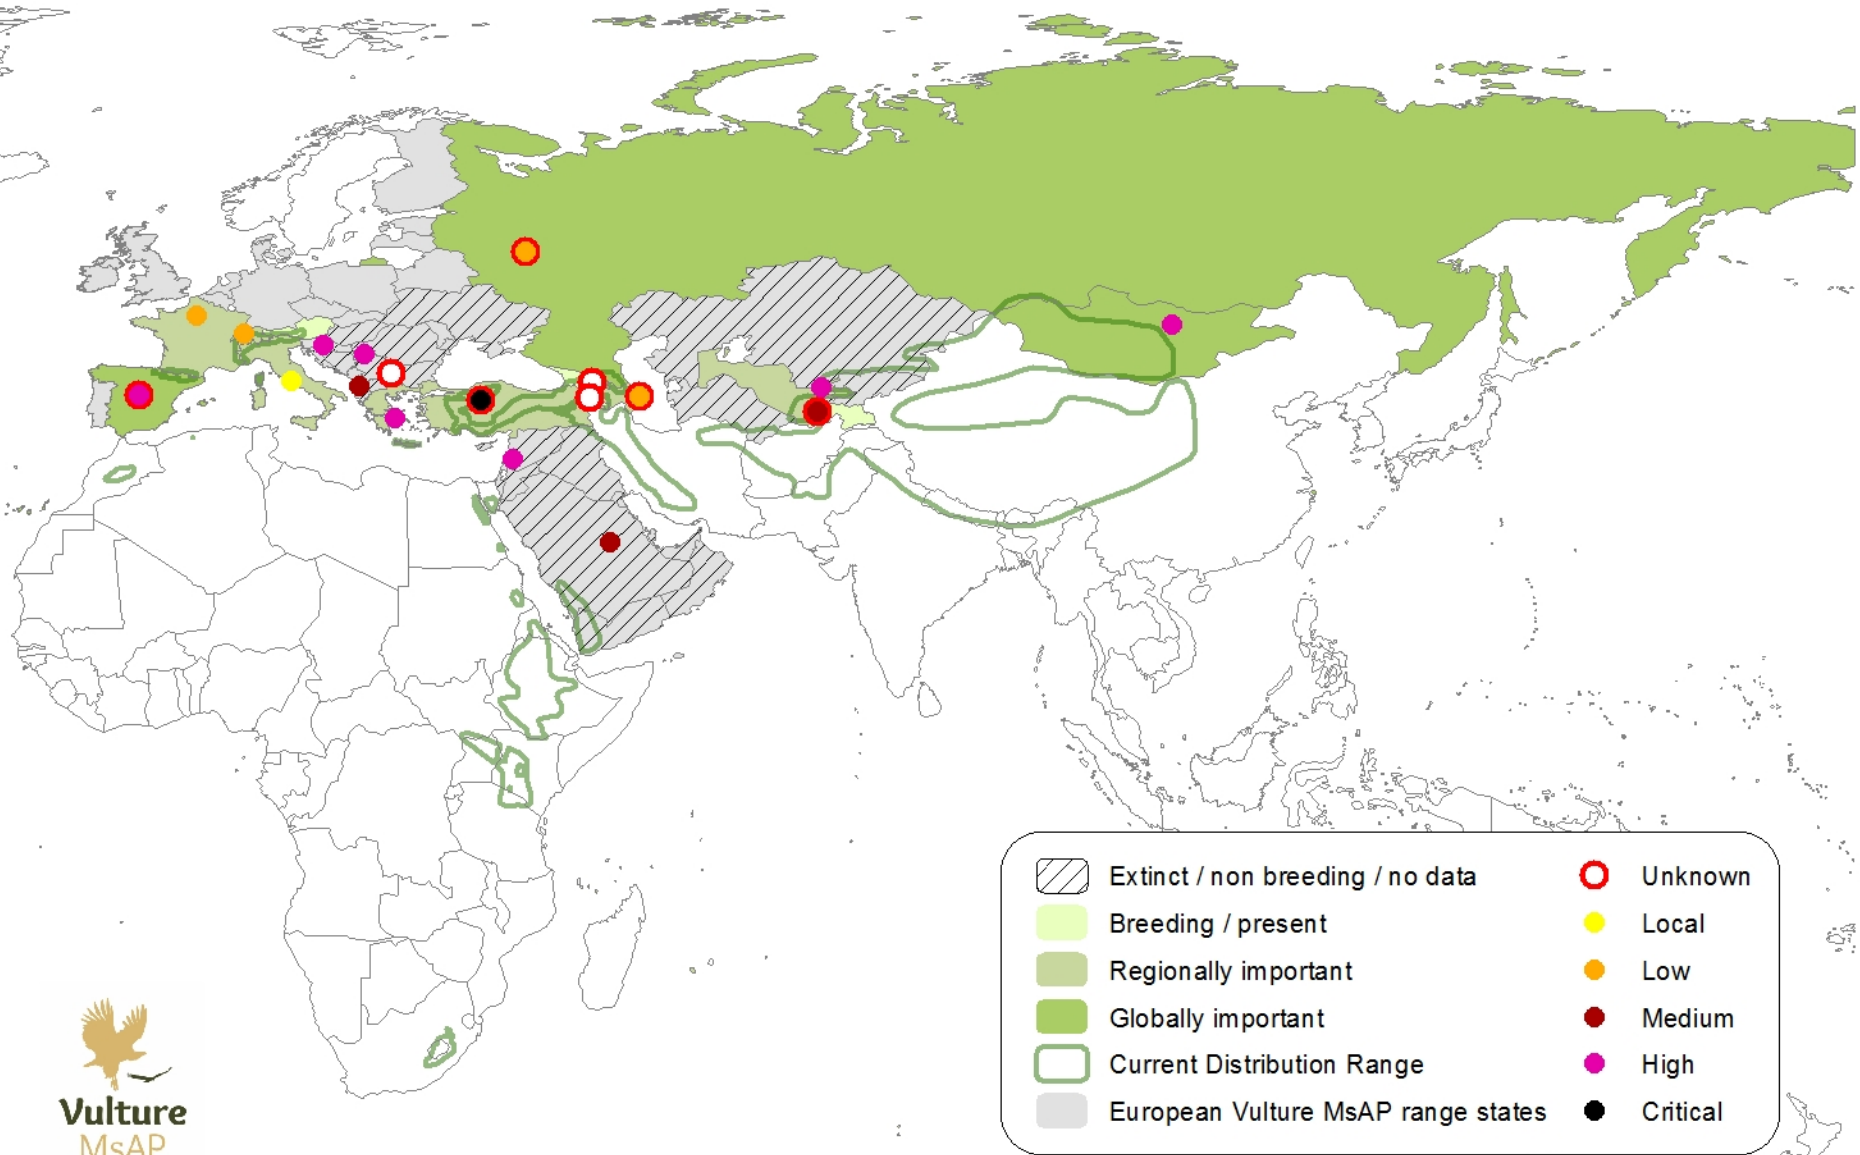 Extinct / non breeding / no data
Breeding / present
Regionally important
Globally important
Current Distribution Range
European Vulture MsAP range states
Unknown
Local
Low
Medium
High
Critical
Vulture
MsAP